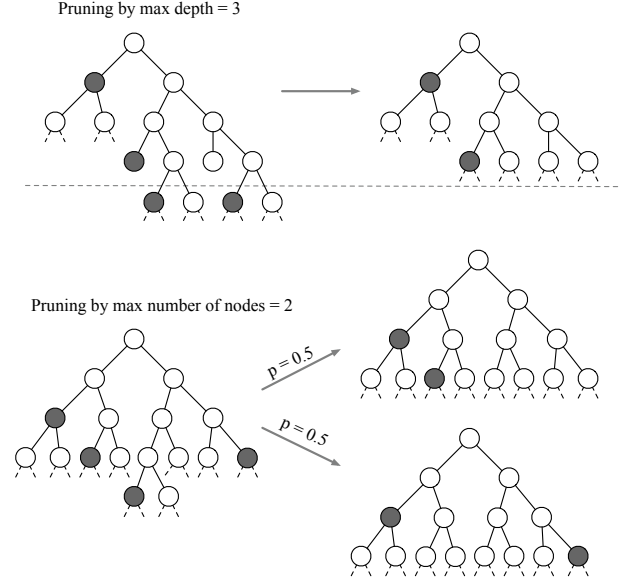 Pruning by max depth = 3
Pruning by max number of nodes = 2
p = 0.5
p = 0.5